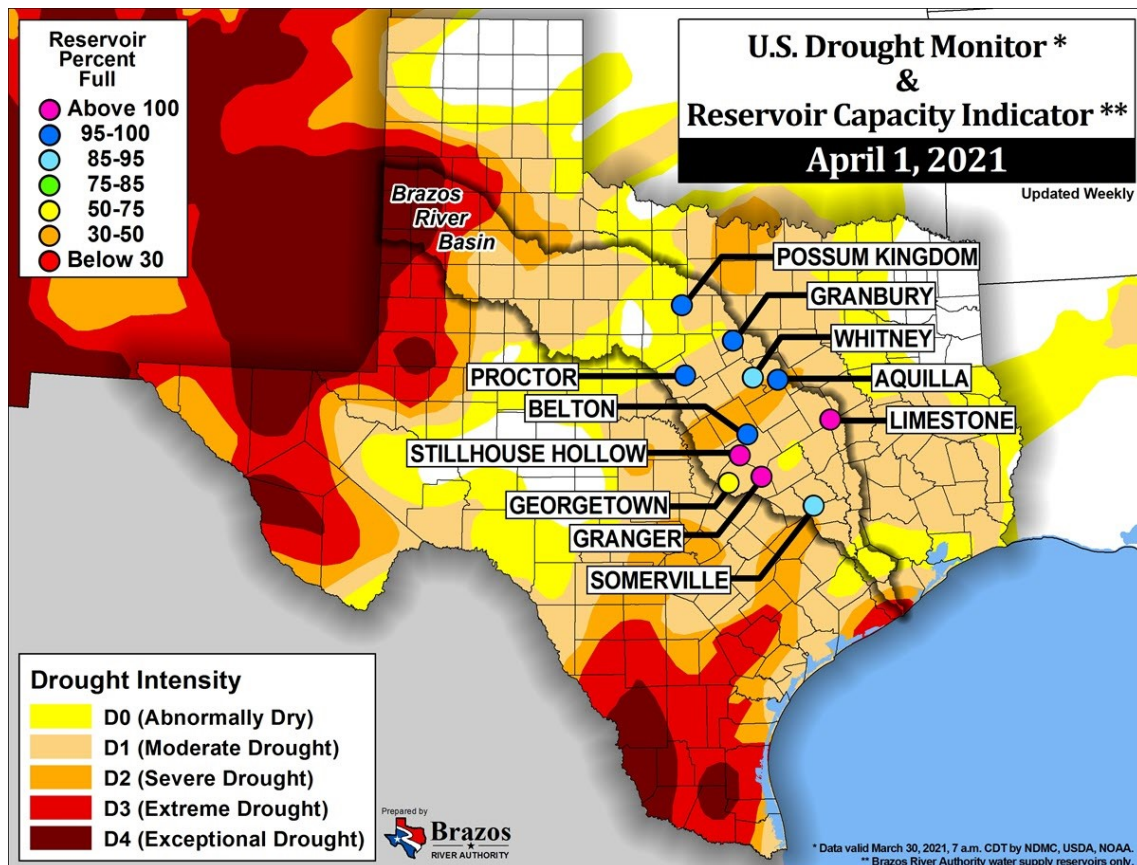 Reservoir
Percent
Full
Above 100
95-100
85-95
75-85
50-75
30-50
Below 30
U.S. Drought Monitor *
&
Reservoir Capacity Indicator **
April 1, 2021
Updated Weekly
Brazos
River
Basin
POSSUM KINGDOM
GRANBURY
WHITNEY
PROCTOR
AQUILLA
BELTON
LIMESTONE
STILLHOUSE HOLLOW
GEORGETOWN
GRANGER
SOMERVILLE
Drought Intensity
D0 (Abnormally Dry)
D1 (Moderate Drought)
D2 (Severe Drought)
D3 (Extreme Drought)
D4 (Exceptional Drought)
Prepared by
Brazos
RIVER AUTHORITY
* Data valid March 30, 2021, 7 a.m. CDT by NDMC, USDA, NOAA.
** Brazos River Authority water supply reservoirs only.